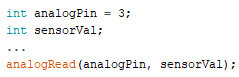 int analogPin = 3;
int sensorVal;
...
analogRead(analogPin, sensorVal);